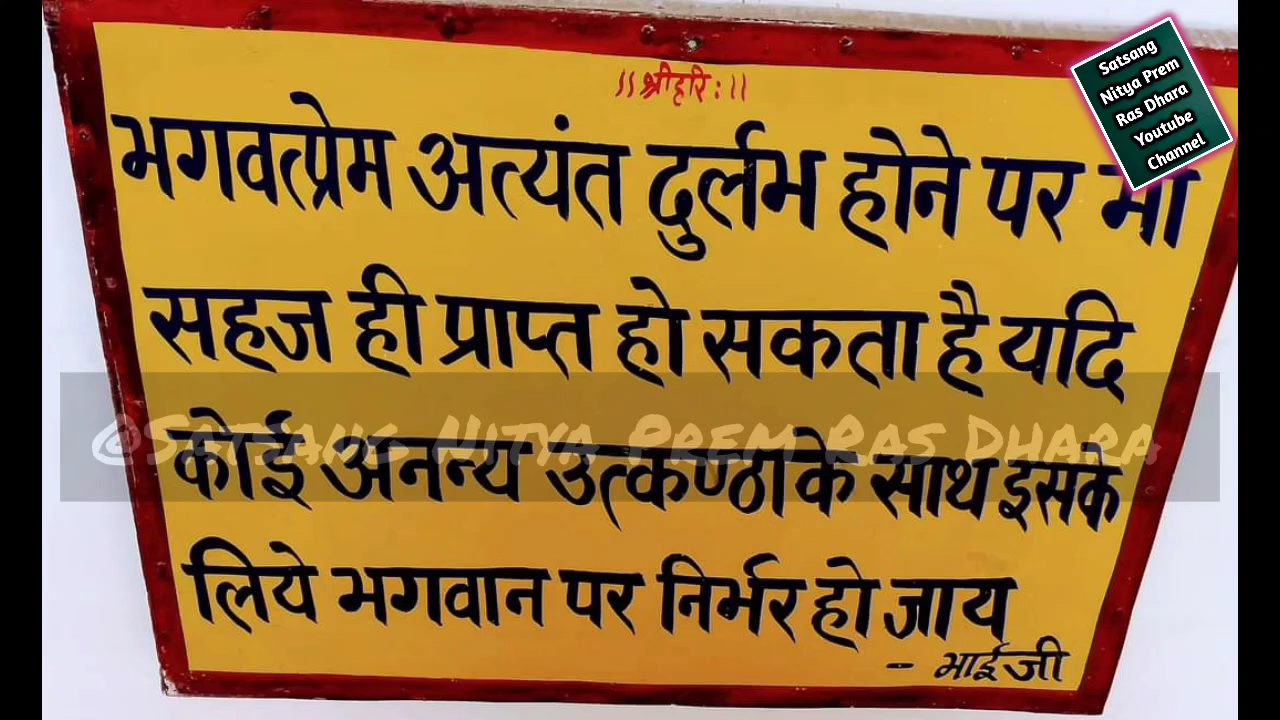 ।। श्रीहरि: ।।
भगवत्प्रेम अत्यंत दुर्लभ होने पर भी
सहज ही प्राप्त हो सकता है यदि
कोई अनन्य उत्कण्ठा के साथ इसके
लिये भगवान पर निर्भर हो जाय
- भाईजी
Satsang
Nitya Prem
Ras Dhara
Youtube
Channel
@Satsang Nitya Prem Ras Dhara